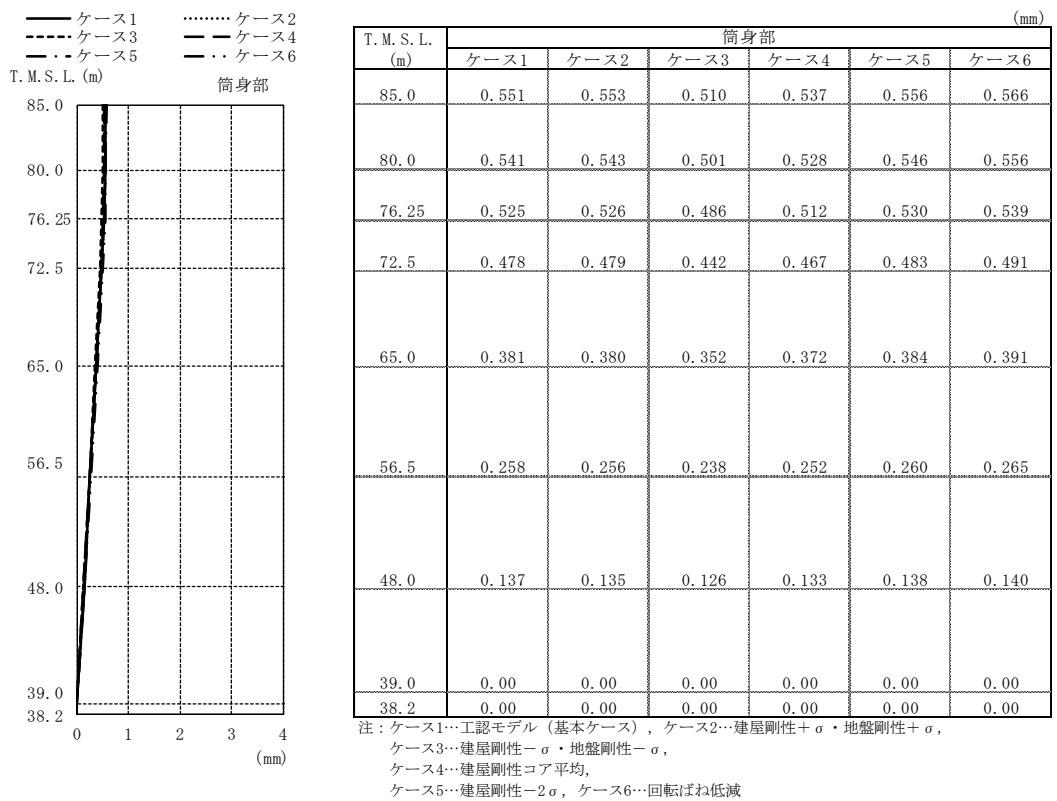 ケース1 ケース2
ケース3 ケース4
ケース5 ケース6
T.M.S.L.(m) 筒身部
85.0
80.0
76.25
72.5
65.0
56.5
48.0
39.0
38.2
0 1 2 3 4
(mm)
(mm)
T.M.S.L. 筒身部
(m) ケース1 ケース2 ケース3 ケース4 ケース5 ケース6
85.0 0.551 0.553 0.510 0.537 0.556 0.566
80.0 0.541 0.543 0.501 0.528 0.546 0.556
76.25 0.525 0.526 0.486 0.512 0.530 0.539
72.5 0.478 0.479 0.442 0.467 0.483 0.491
65.0 0.381 0.380 0.352 0.372 0.384 0.391
56.5 0.258 0.256 0.238 0.252 0.260 0.265
48.0 0.137 0.135 0.126 0.133 0.138 0.140
39.0 0.00 0.00 0.00 0.00 0.00 0.00
38.2 0.00 0.00 0.00 0.00 0.00 0.00
注：ケース1…工認モデル（基本ケース），ケース2…建屋剛性＋σ・地盤剛性＋σ，
ケース3…建屋剛性－σ・地盤剛性－σ，
ケース4…建屋剛性コア平均，
ケース5…建屋剛性－2σ，ケース6…回転ばね低減